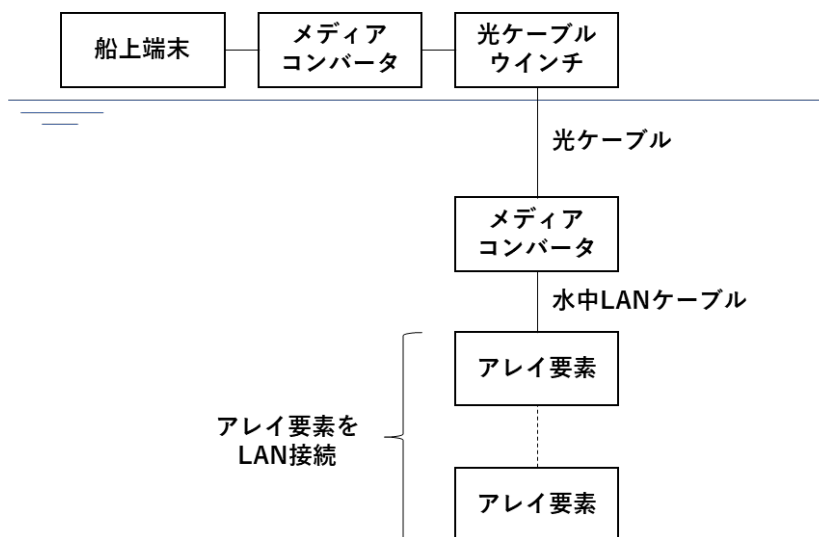 船上端末
メディア
コンバータ
光ケーブル
ウインチ
光ケーブル
メディア
コンバータ
水中LANケーブル
アレイ要素
アレイ要素を
LAN接続
アレイ要素